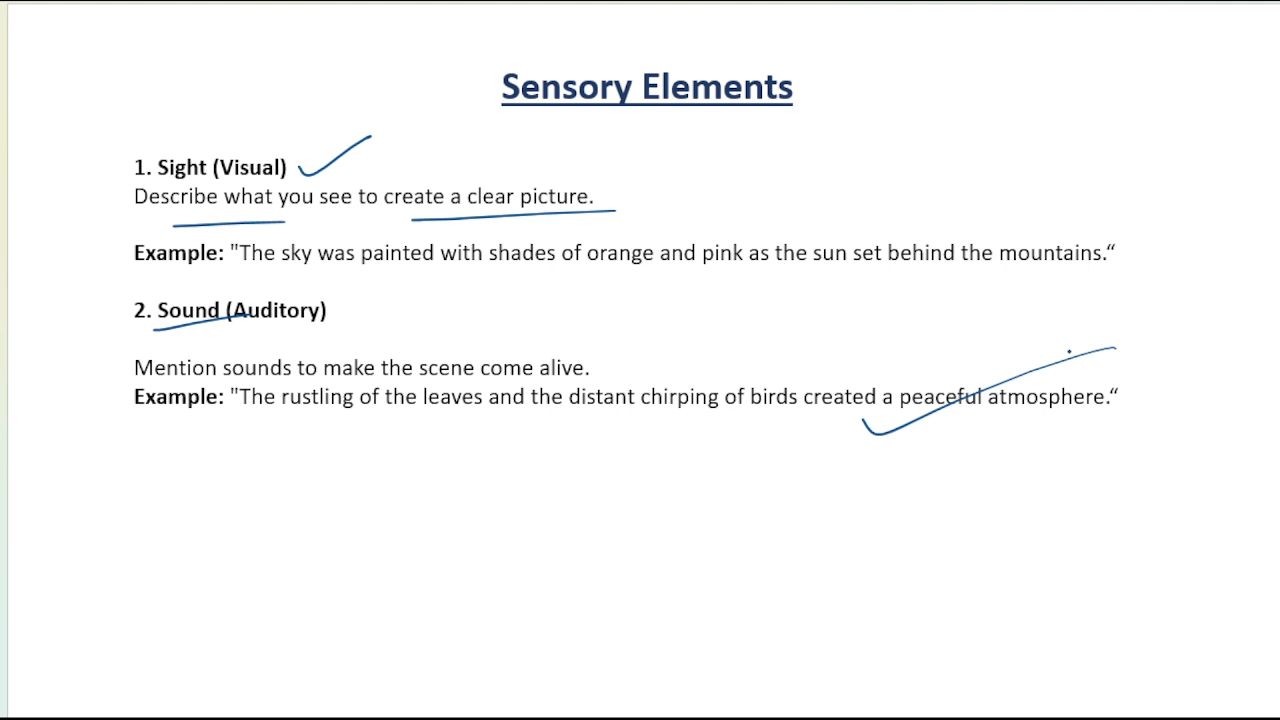 Sensory Elements
1. Sight (Visual)
Describe what you see to create a clear picture.
Example: "The sky was painted with shades of orange and pink as the sun set behind the mountains.“
2. Sound (Auditory)
Mention sounds to make the scene come alive.
Example: "The rustling of the leaves and the distant chirping of birds created a peaceful atmosphere.“